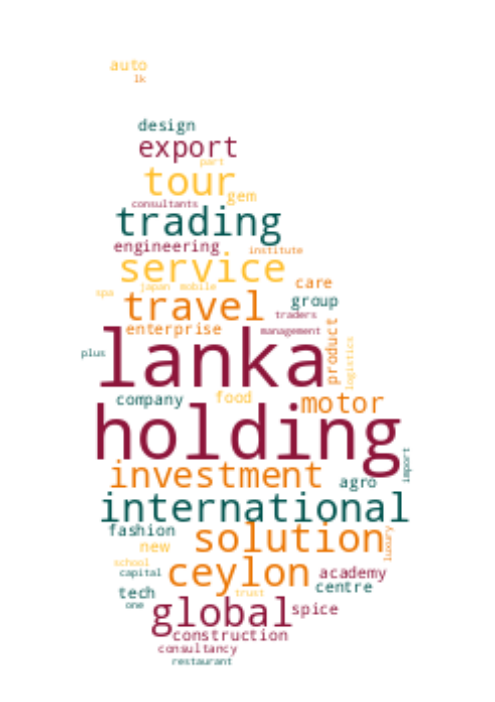 auto
lk
design
export
part
tour
gem
consultants
trading
engineering
institute
service
care
spa
japan
mobile
travel
group
traders
enterprise
management
product
logistics
plus
lanka
company
food
motor
holding
import
investment
agro
international
fashion
solution
luxury
new
school
capital
ceylon
academy
centre
tech
trust
one
global
spice
construction
consultancy
restaurant